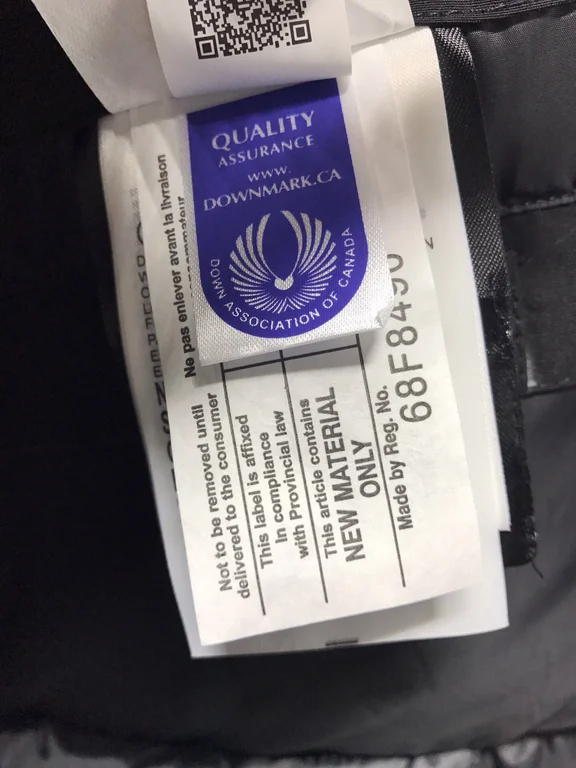 QUALITY
ASSURANCE
www.
DOWNMARK.CA
DOWN ASSOCIATION OF CANADA
Ne pas enlever avant la livraison
Not to be removed until
delivered to the consumer
This label is affixed
In compliance
with Provincial law
This article contains
NEW MATERIAL
ONLY
Made by Reg. No.
68F8490
2